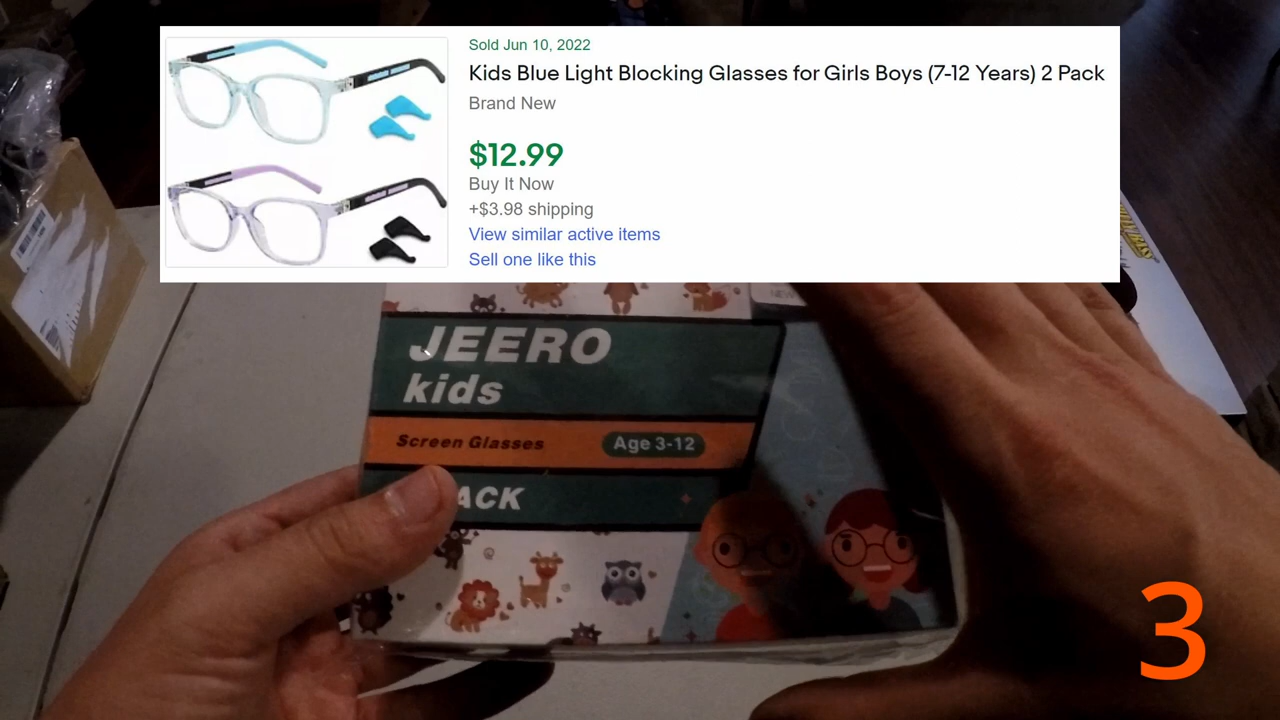 Sold Jun 10, 2022
Kids Blue Light Blocking Glasses for Girls Boys (7-12 Years) 2 Pack
Brand New
$12.99
Buy It Now
+$3.98 shipping
View similar active items
Sell one like this
NEW
JEERO
kids
Screen Glasses Age 3-12
ACK
3